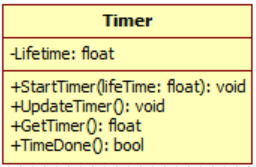 Timer
-Lifetime: float
+StartTimer(lifeTime: float): void
+UpdateTimer(): void
+GetTimer(): float
+TimeDone(): bool